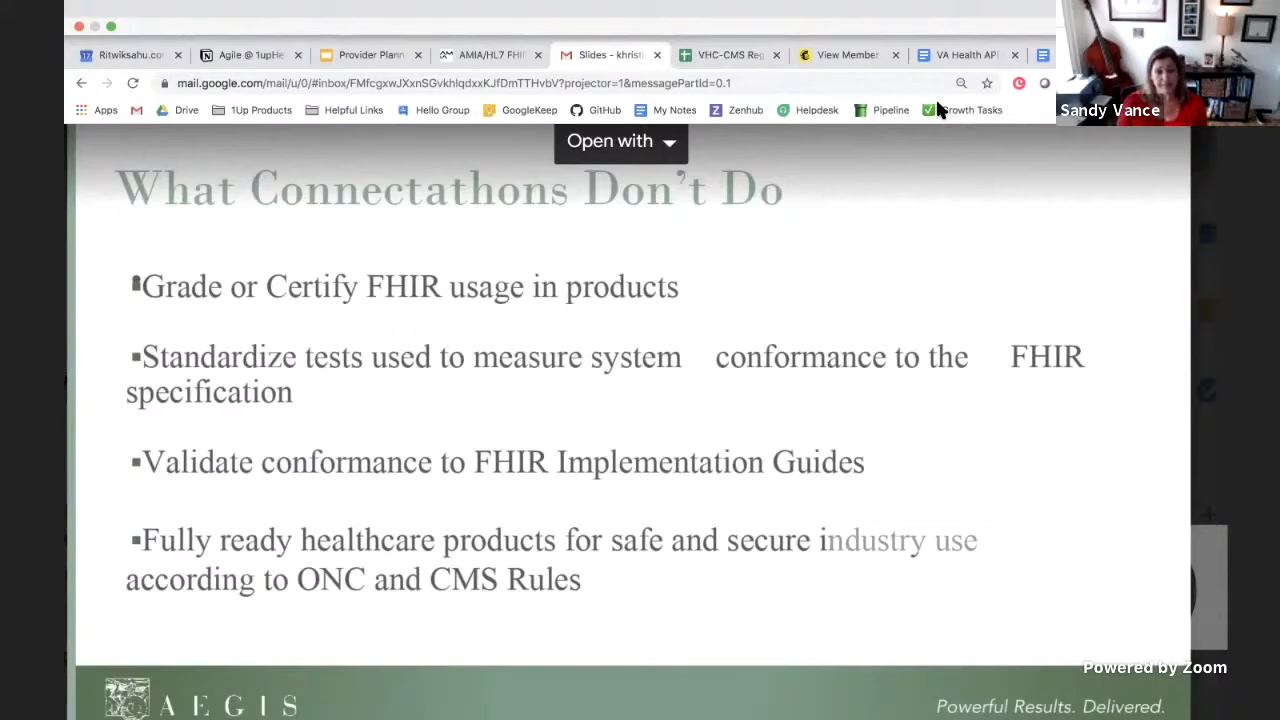 Ritwiksahu.co
Agile @ 1upHe
Provider Plann
AMIA/HL7 FHIR
Slides - khrist
VHC-CMS Reg
View Member
VA Health API
mail.google.com/mail/u/0/#inbox/FMfcgxwJXxnSGvkhlqdxxKJrDmTTHvbV?projector=1&messagePartId=0.1
Apps
Drive
1Up Products
Helpful Links
Hello Group
GoogleKeep
GitHub
My Notes
Zenhub
Helpdesk
Pipeline
Growth Tasks
Sandy Vance
Open with
What Connectathons Don't Do
▪Grade or Certify FHIR usage in products
▪Standardize tests used to measure system conformance to the FHIR
specification
▪Validate conformance to FHIR Implementation Guides
▪Fully ready healthcare products for safe and secure industry use
according to ONC and CMS Rules
Powered by Zoom
AEGIS
Powerful Results. Delivered.